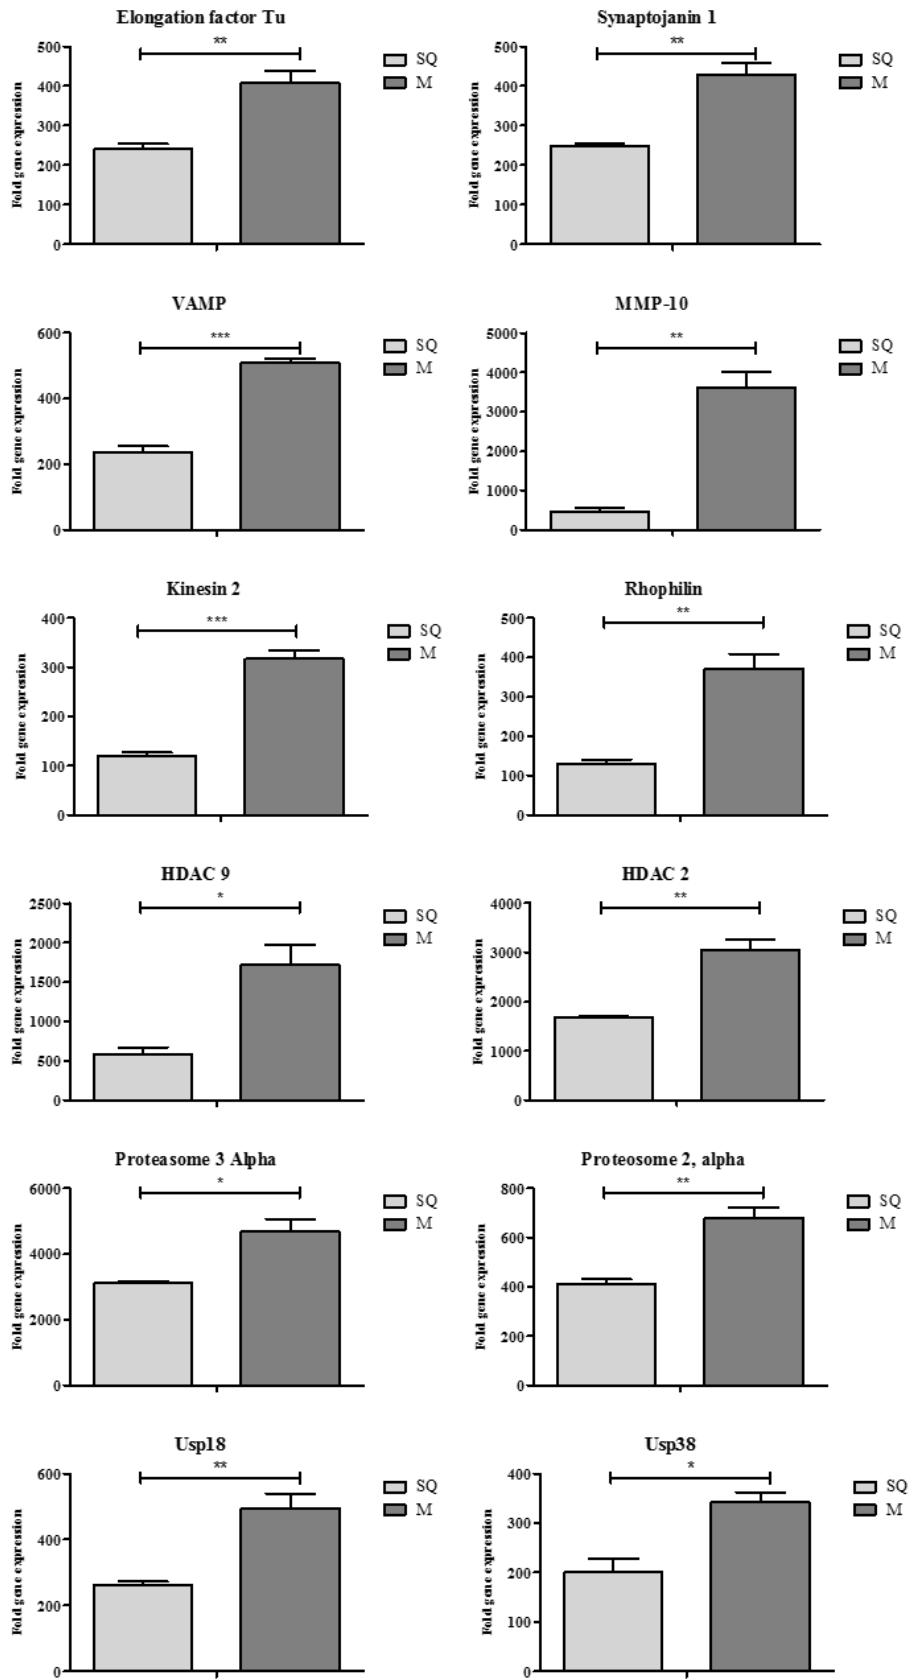 Elongation factor Tu
**
500
400
300
200
100
0
Fold gene expression
SQ
M
Synaptojanin 1
**
500
400
300
200
100
0
Fold gene expression
SQ
M
VAMP
***
600
400
200
0
Fold gene expression
SQ
M
MMP-10
**
5000
4000
3000
2000
1000
0
Fold gene expression
SQ
M
Kinesin 2
***
400
300
200
100
0
Fold gene expression
SQ
M
Rhophilin
**
500
400
300
200
100
0
Fold gene expression
SQ
M
HDAC 9
*
2500
2000
1500
1000
500
0
Fold gene expression
SQ
M
HDAC 2
**
4000
3000
2000
1000
0
Fold gene expression
SQ
M
Proteasome 3 Alpha
*
6000
4000
2000
0
Fold gene expression
SQ
M
Proteosome 2, alpha
**
800
600
400
200
0
Fold gene expression
SQ
M
Usp18
**
600
400
200
0
Fold gene expression
SQ
M
Usp38
*
400
300
200
100
0
Fold gene expression
SQ
M